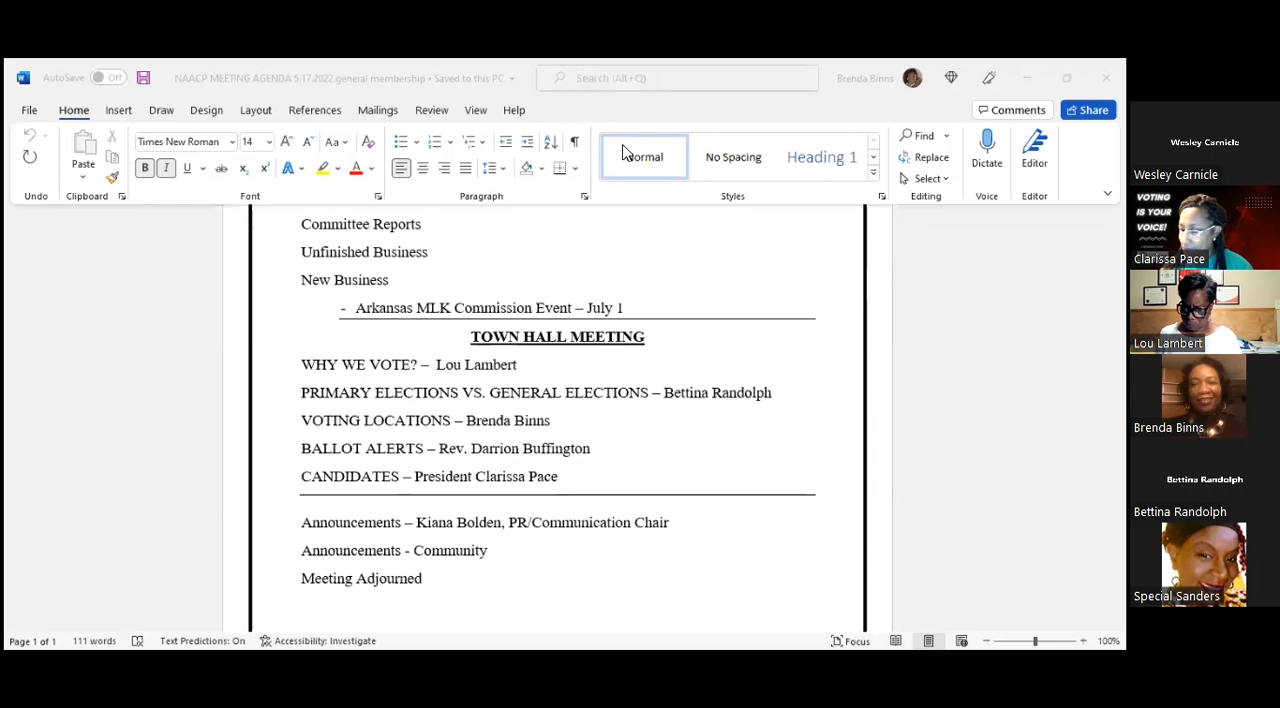 AutoSave Off
NAACP MEETING AGENDA 5.17.2022.general membership • Saved to this PC
Search (Alt+Q)
Brenda Binns
File Home Insert Draw Design Layout References Mailings Review View Help
Comments Share
Times New Roman 14
Paste
Normal No Spacing Heading 1
Find
Replace
Select
Dictate
Editor
Undo Clipboard Font Paragraph Styles Editing Voice Editor
Committee Reports
Unfinished Business
New Business
- Arkansas MLK Commission Event – July 1
TOWN HALL MEETING
WHY WE VOTE? – Lou Lambert
PRIMARY ELECTIONS VS. GENERAL ELECTIONS – Bettina Randolph
VOTING LOCATIONS – Brenda Binns
BALLOT ALERTS – Rev. Darrion Buffington
CANDIDATES – President Clarissa Pace
Announcements – Kiana Bolden, PR/Communication Chair
Announcements - Community
Meeting Adjourned
Page 1 of 1 111 words Text Predictions: On Accessibility: Investigate Focus 100%
Wesley Carnicle
Wesley Carnicle
VOTING
IS YOUR
VOICE!
Clarissa Pace
Lou Lambert
Brenda Binns
Bettina Randolph
Bettina Randolph
Special Sanders